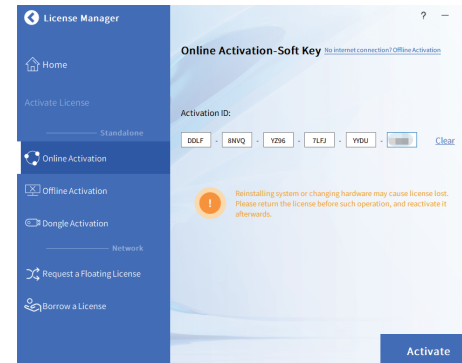 License Manager
? —
Home
Activate License
Standalone
Online Activation
Offline Activation
Dongle Activation
Network
Request a Floating License
Borrow a License
Online Activation-Soft Key No internet connection? Offline Activation
Activation ID:
DDLF - 8NVQ - YZ96 - 7LFJ - YYDU - Clear
Reinstalling system or changing hardware may cause license lost.
Please return the license before such operation, and reactivate it
afterwards.
Activate